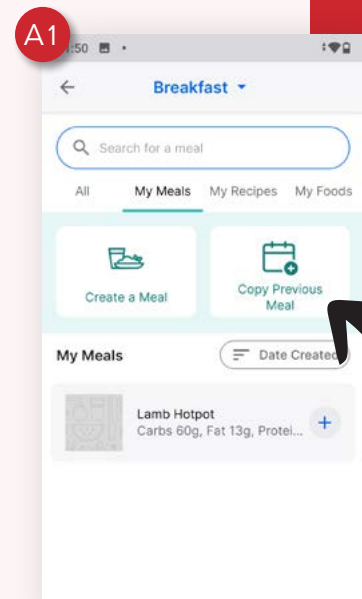 A1
:50
Breakfast
Search for a meal
All My Meals My Recipes My Foods
Create a Meal
Copy Previous
Meal
My Meals
Date Created
Lamb Hotpot
Carbs 60g, Fat 13g, Protei...